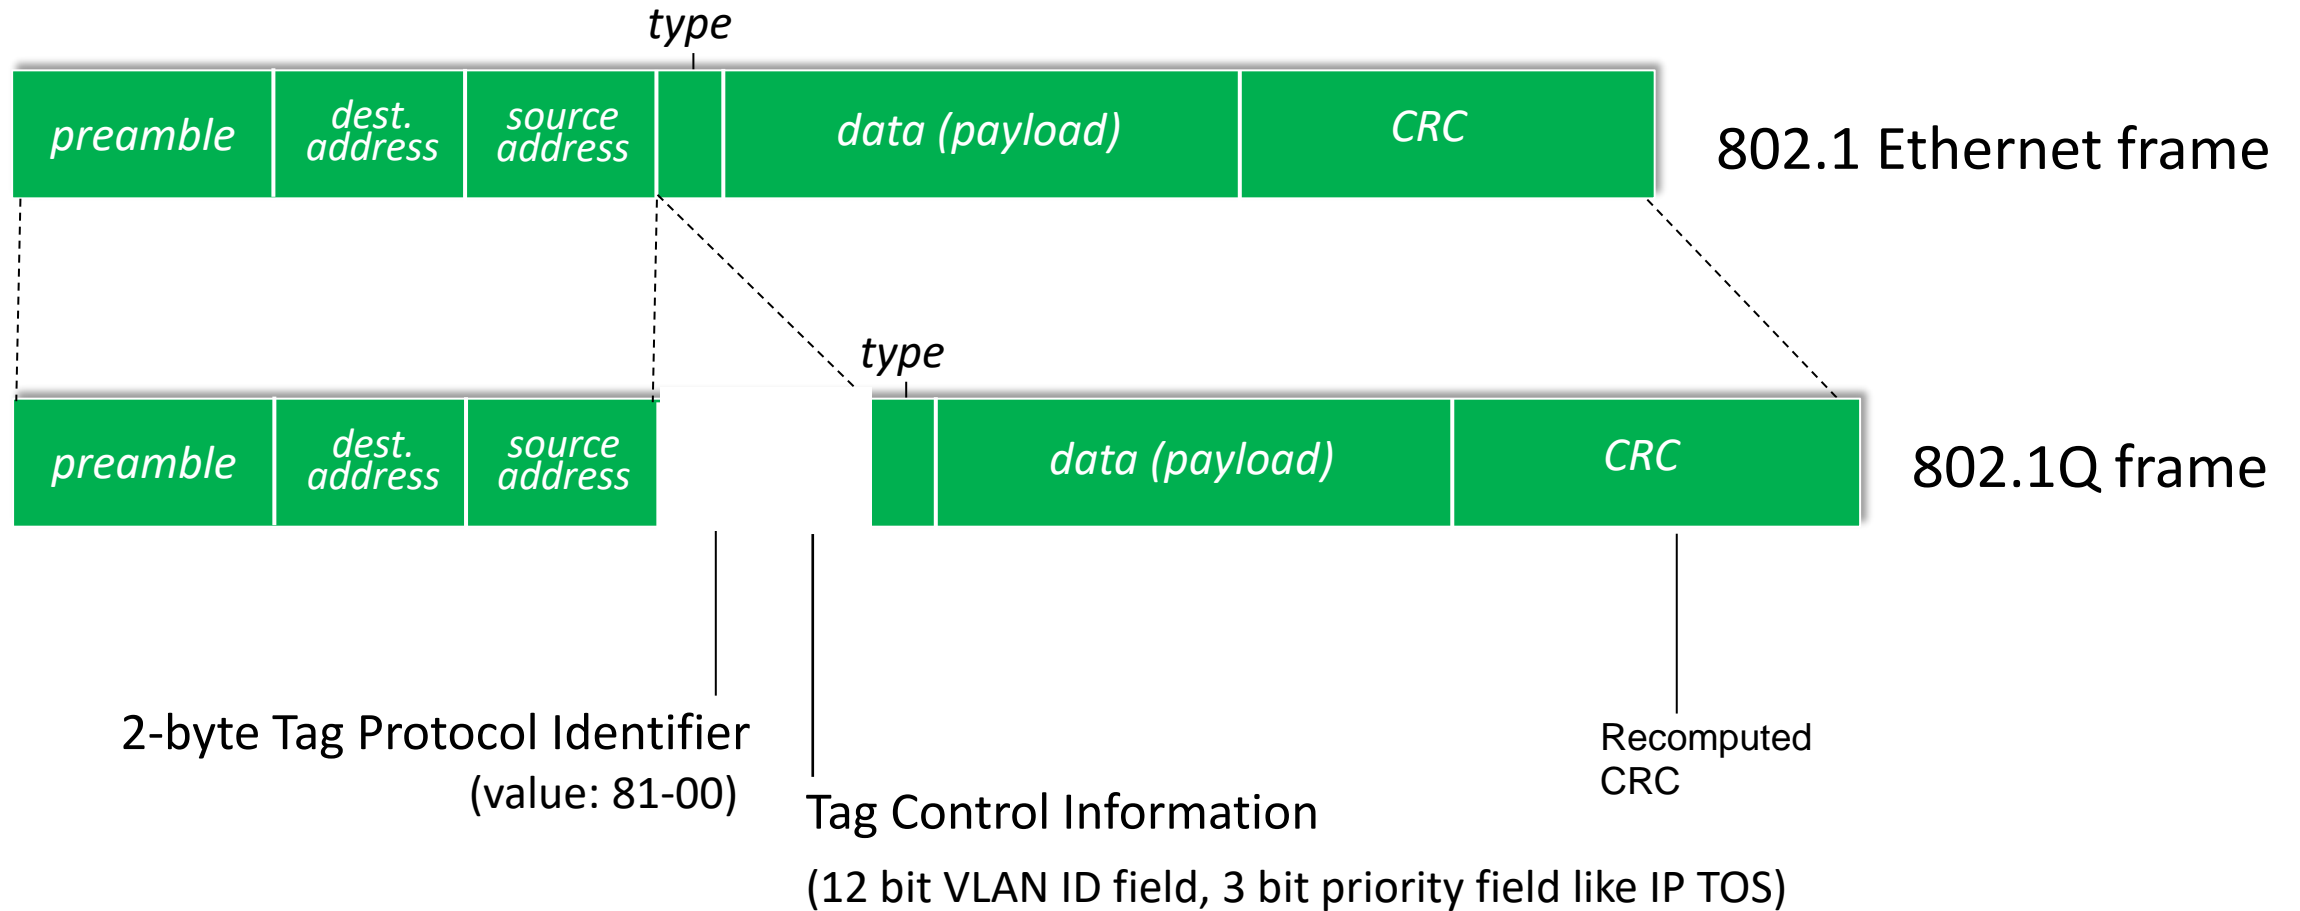 type
preamble
dest.
address
source
address
data (payload)
CRC
802.1 Ethernet frame
type
preamble
dest.
address
source
address
data (payload)
CRC
802.1Q frame
2-byte Tag Protocol Identifier
(value: 81-00)
Tag Control Information
(12 bit VLAN ID field, 3 bit priority field like IP TOS)
Recomputed
CRC